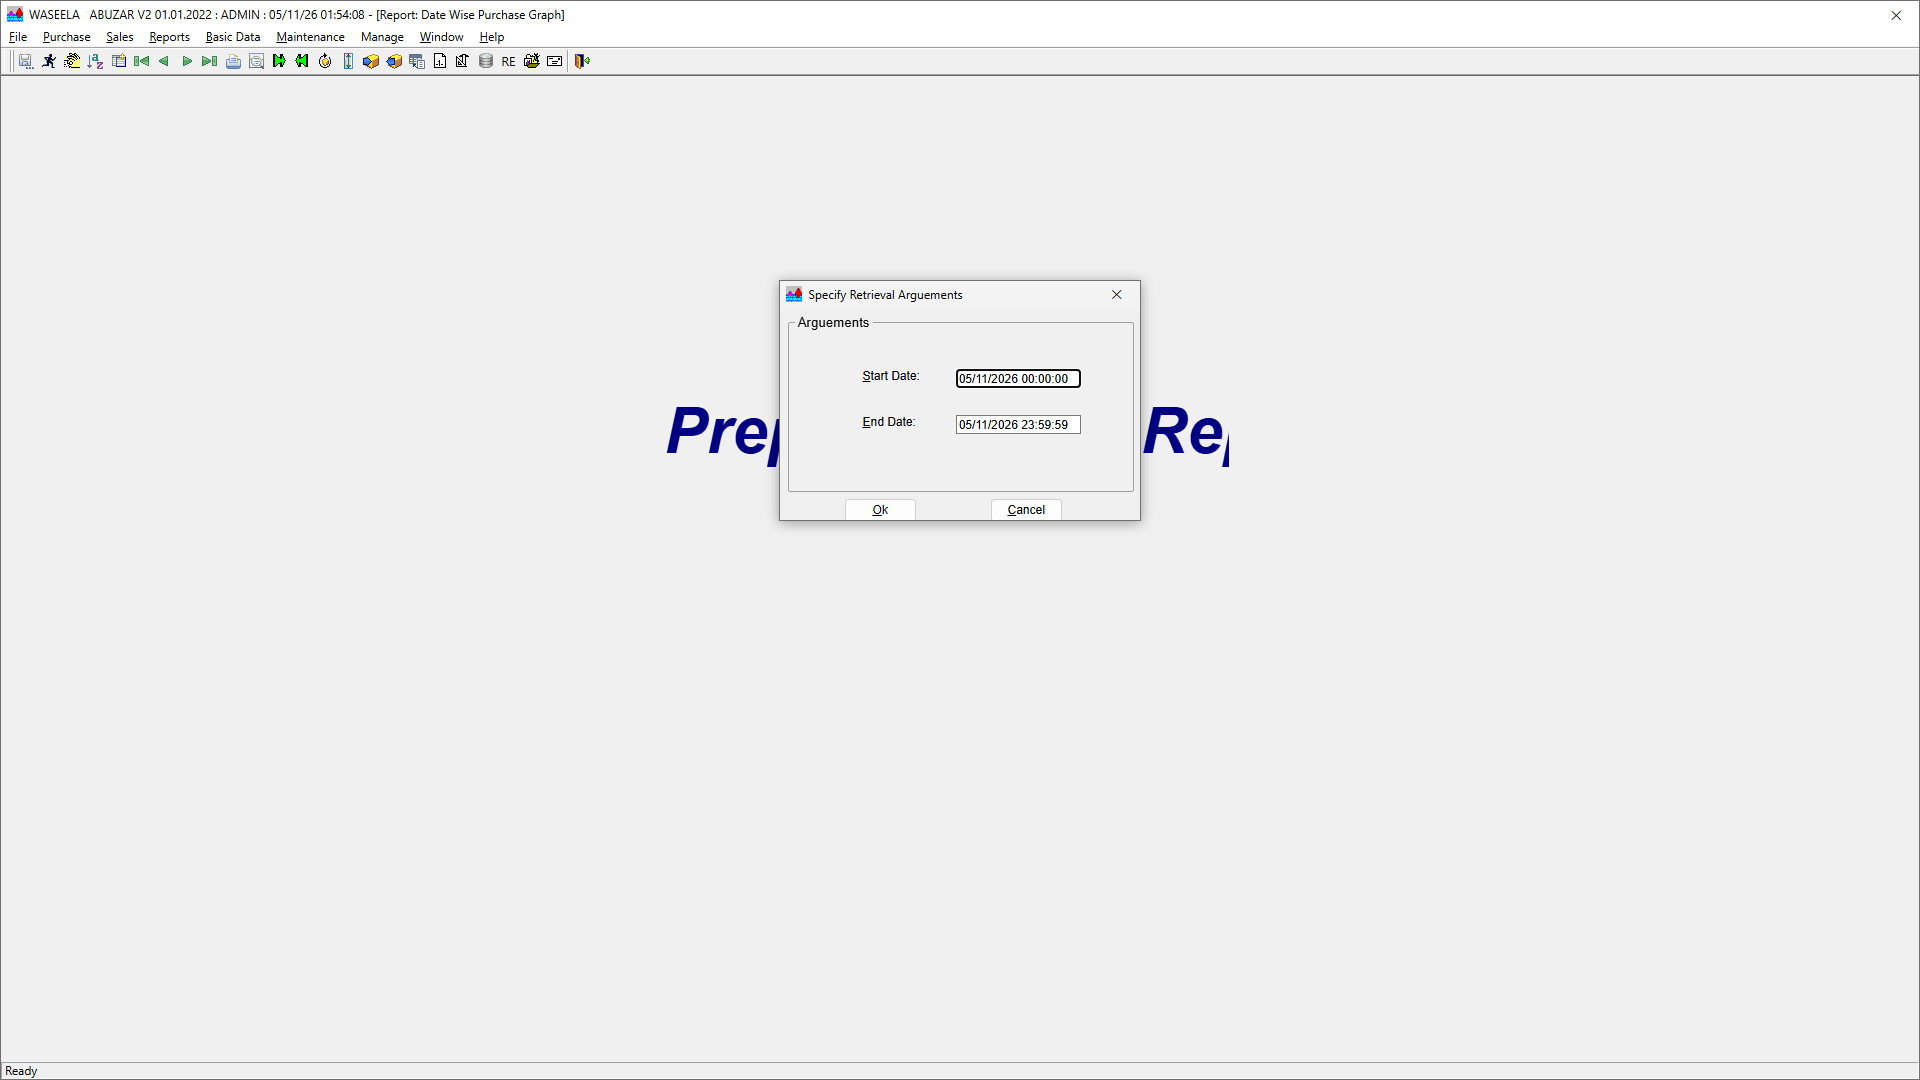 WASEELA   ABUZAR V2 01.01.2022 : ADMIN : 05/11/26 01:54:08 - [Report: Date Wise Purchase Graph]
File Purchase Sales Reports Basic Data Maintenance Manage Window Help
RE
Specify Retrieval Arguements
Arguements
Start Date: 05/11/2026 00:00:00
End Date: 05/11/2026 23:59:59
Ok Cancel
Ready